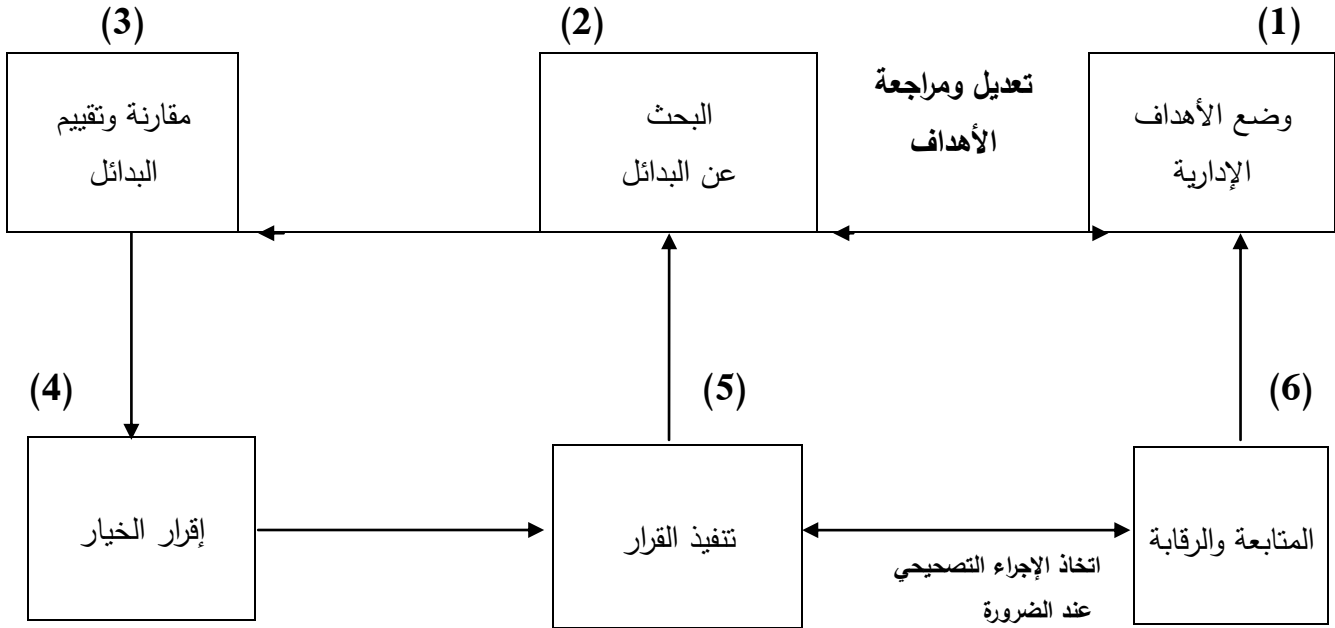 (1)
وضع الأهداف
الإدارية
تعديل ومراجعة
الأهداف
(2)
البحث
عن البدائل
(3)
مقارنة وتقييم
البدائل
(4)
إقرار الخيار
(5)
تنفيذ القرار
اتخاذ الإجراء التصحيحي
عند الضرورة
(6)
المتابعة والرقابة